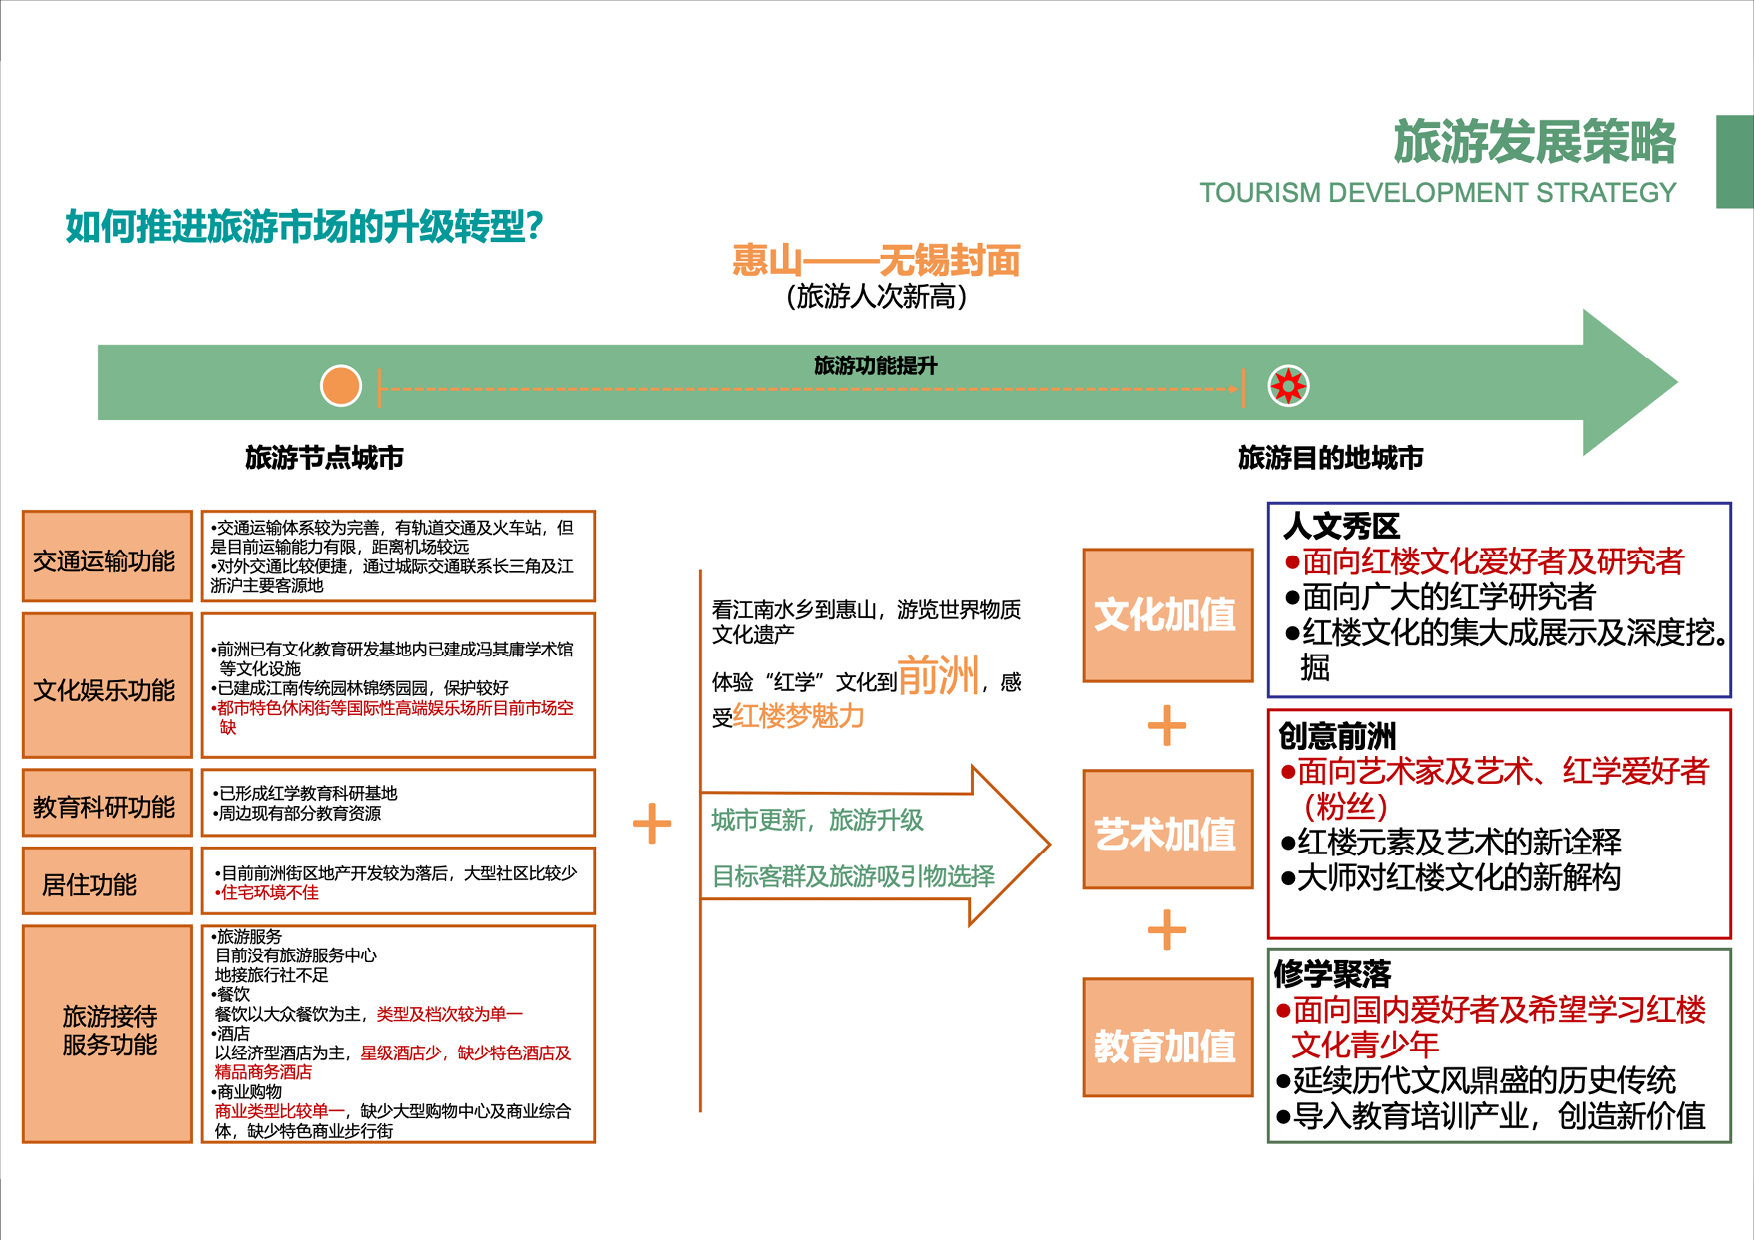 旅游发展策略
TOURISM DEVELOPMENT STRATEGY
如何推进旅游市场的升级转型？
惠山——无锡封面
（旅游人次新高）
旅游功能提升
旅游节点城市
旅游目的地城市
交通运输功能
•交通运输体系较为完善，有轨道交通及火车站，但
是目前运输能力有限，距离机场较远
•对外交通比较便捷，通过城际交通联系长三角及江
浙沪主要客源地
文化娱乐功能
•前洲已有文化教育研发基地内已建成冯其庸学术馆
等文化设施
•已建成江南传统园林锦绣园园，保护较好
•都市特色休闲街等国际性高端娱乐场所目前市场空
缺
教育科研功能
•已形成红学教育科研基地
•周边现有部分教育资源
居住功能
•目前前洲街区地产开发较为落后，大型社区比较少
•住宅环境不佳
旅游接待
服务功能
•旅游服务
目前没有旅游服务中心
地接旅行社不足
•餐饮
餐饮以大众餐饮为主，类型及档次较为单一
•酒店
以经济型酒店为主，星级酒店少，缺少特色酒店及
精品商务酒店
•商业购物
商业类型比较单一，缺少大型购物中心及商业综合
体，缺少特色商业步行街
看江南水乡到惠山，游览世界物质
文化遗产
体验“红学”文化到前洲，感
受红楼梦魅力
城市更新，旅游升级
目标客群及旅游吸引物选择
文化加值
艺术加值
教育加值
人文秀区
●面向红楼文化爱好者及研究者
●面向广大的红学研究者
●红楼文化的集大成展示及深度挖。
掘
创意前洲
●面向艺术家及艺术、红学爱好者
（粉丝）
●红楼元素及艺术的新诠释
●大师对红楼文化的新解构
修学聚落
●面向国内爱好者及希望学习红楼
文化青少年
●延续历代文风鼎盛的历史传统
●导入教育培训产业，创造新价值